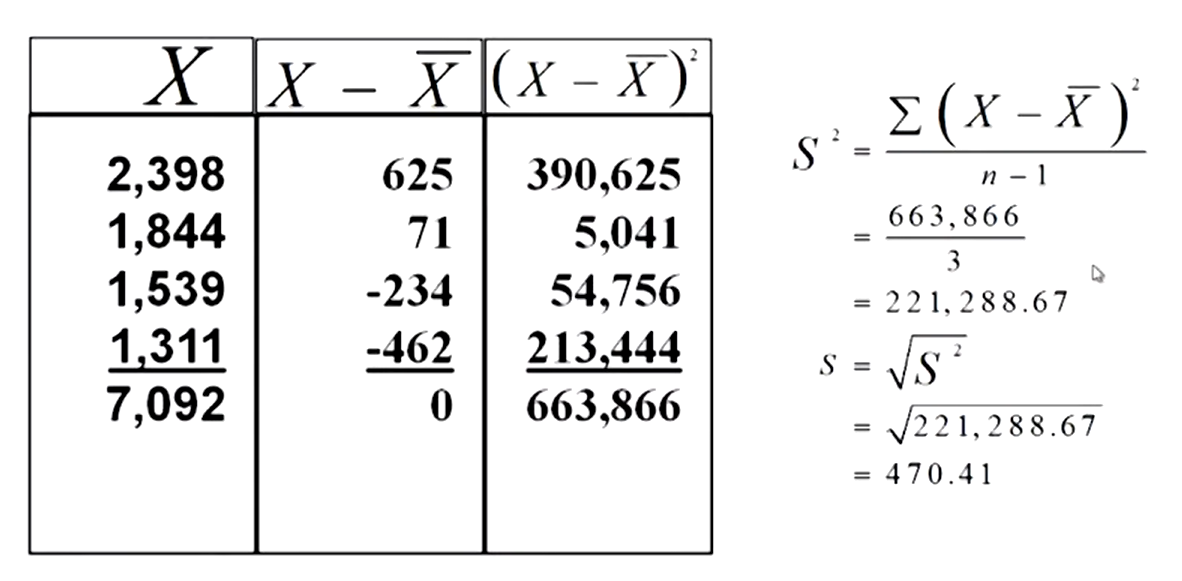 X X − X̅ (X − X̅)²
2,398 625 390,625
1,844 71 5,041
1,539 -234 54,756
1,311 -462 213,444
7,092 0 663,866
S² = Σ(X − X̅)² / n − 1
= 663,866 / 3
= 221,288.67
S = √S²
= √221,288.67
= 470.41